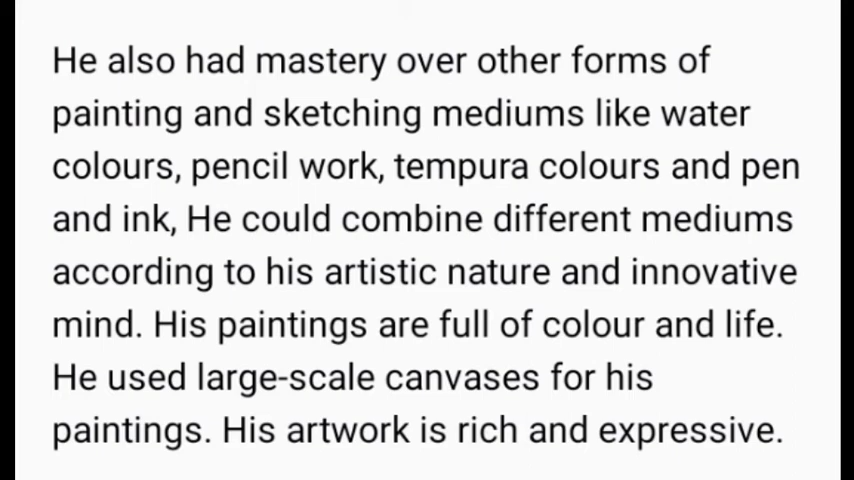 He also had mastery over other forms of
painting and sketching mediums like water
colours, pencil work, tempura colours and pen
and ink, He could combine different mediums
according to his artistic nature and innovative
mind. His paintings are full of colour and life.
He used large-scale canvases for his
paintings. His artwork is rich and expressive.